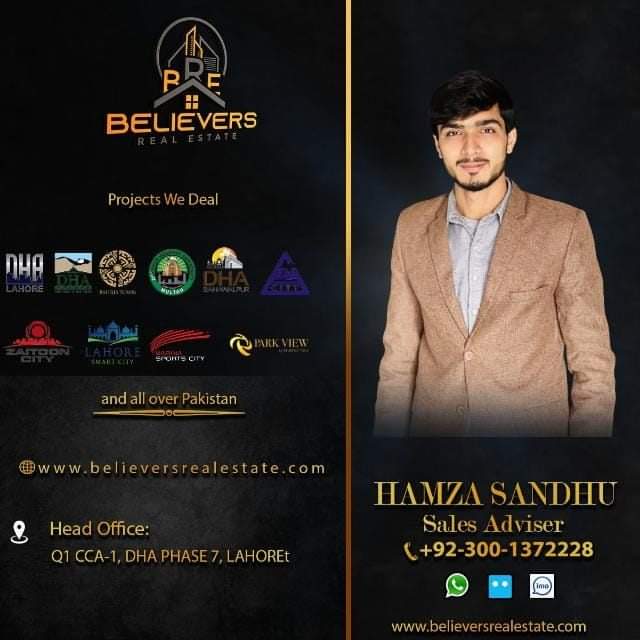 BRE
BELIEVERS
REAL ESTATE
Projects We Deal
DHA
LAHORE
DHA
DHA
BAHAWALPUR
CITY
ZAITOON
CITY
LAHORE
SMART CITY
SPORTS CITY
PARK VIEW
and all over Pakistan
www.believersrealestate.com
Head Office:
Q1 CCA-1, DHA PHASE 7, LAHOREt
HAMZA SANDHU
Sales Adviser
+92-300-1372228
imo
www.believersrealestate.com